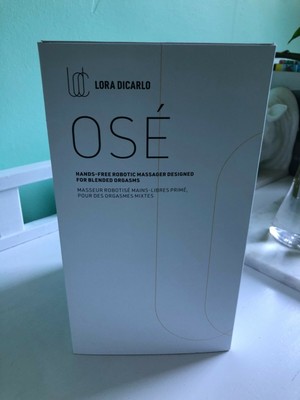 LDC LORA DICARLO
OSÉ
HANDS-FREE ROBOTIC MASSAGER DESIGNED
FOR BLENDED ORGASMS
MASSEUR ROBOTISÉ MAINS-LIBRES PRIMÉ,
POUR DES ORGASMES MIXTES